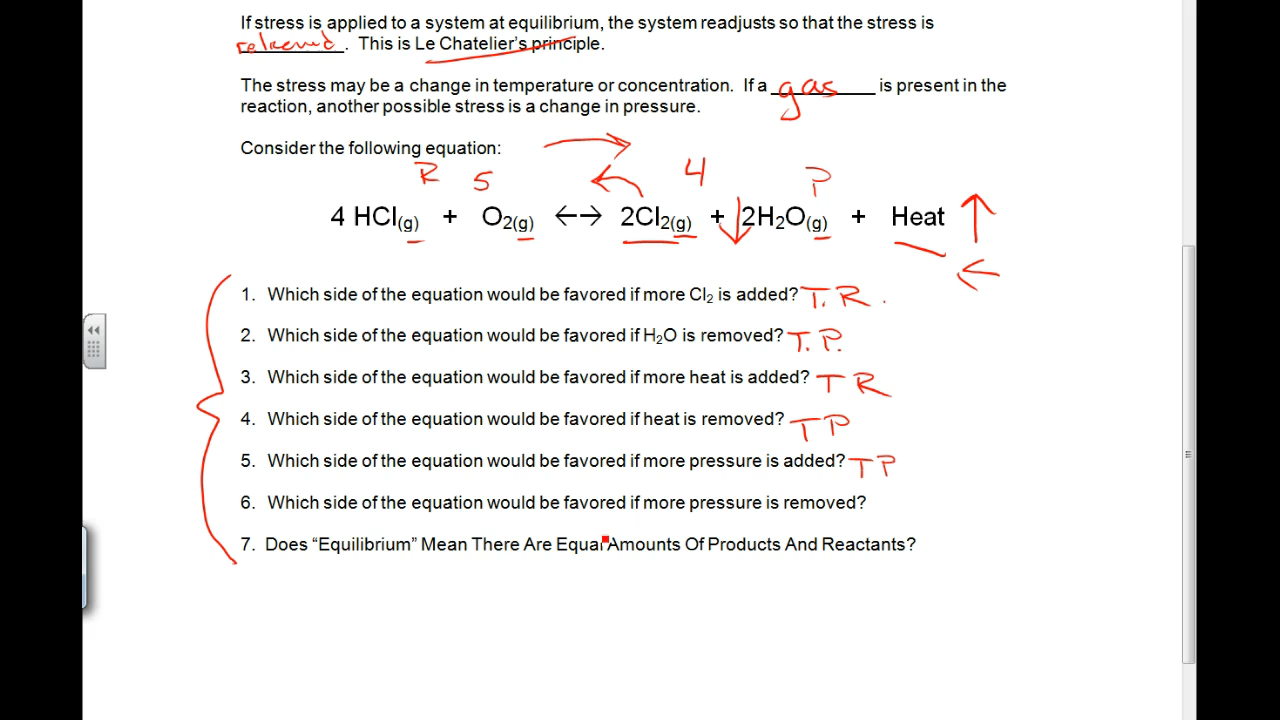 If stress is applied to a system at equilibrium, the system readjusts so that the stress is
relieved. This is Le Chatelier's principle.
The stress may be a change in temperature or concentration. If a gas is present in the
reaction, another possible stress is a change in pressure.
Consider the following equation:
R 5 4 P
4 HCl(g) + O2(g) ←→ 2Cl2(g) + 2H2O(g) + Heat
1. Which side of the equation would be favored if more Cl2 is added? T.R.
2. Which side of the equation would be favored if H2O is removed? T.P.
3. Which side of the equation would be favored if more heat is added? T R
4. Which side of the equation would be favored if heat is removed? T P
5. Which side of the equation would be favored if more pressure is added? T P
6. Which side of the equation would be favored if more pressure is removed?
7. Does “Equilibrium” Mean There Are Equal Amounts Of Products And Reactants?